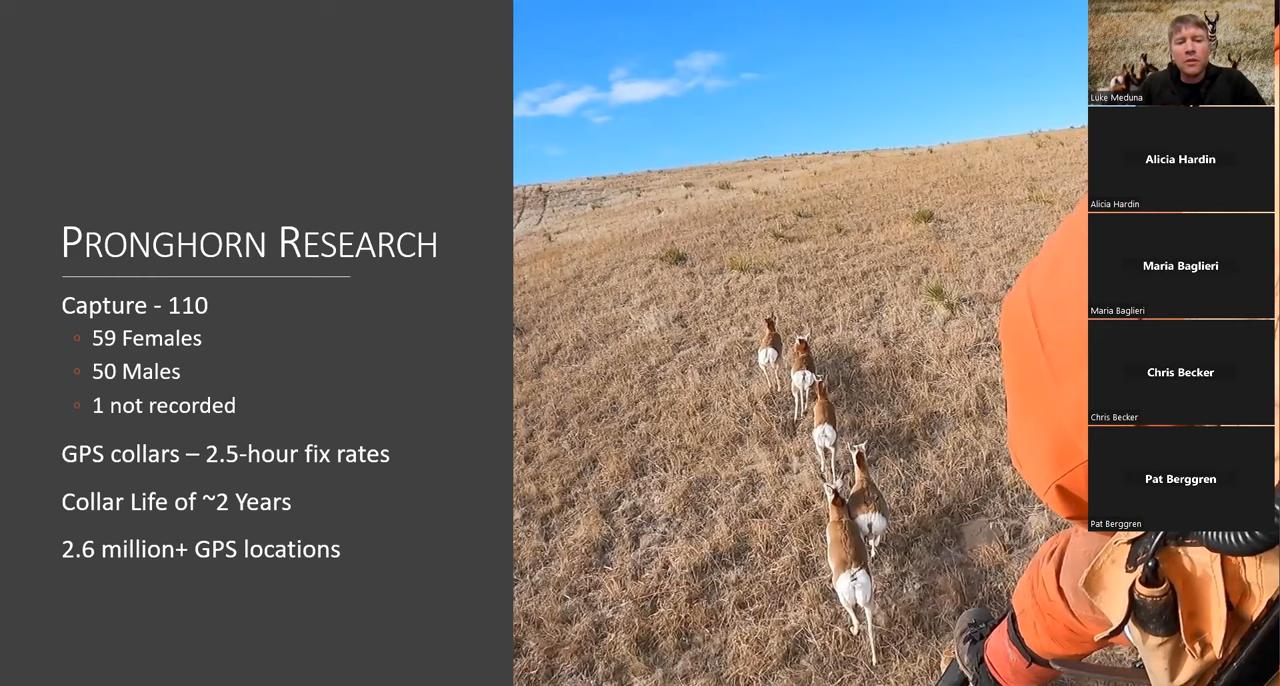 PRONGHORN RESEARCH
Capture - 110
59 Females
50 Males
1 not recorded
GPS collars – 2.5-hour fix rates
Collar Life of ~2 Years
2.6 million+ GPS locations
Luke Meduna
Alicia Hardin
Alicia Hardin
Maria Baglieri
Maria Baglieri
Chris Becker
Chris Becker
Pat Berggren
Pat Berggren